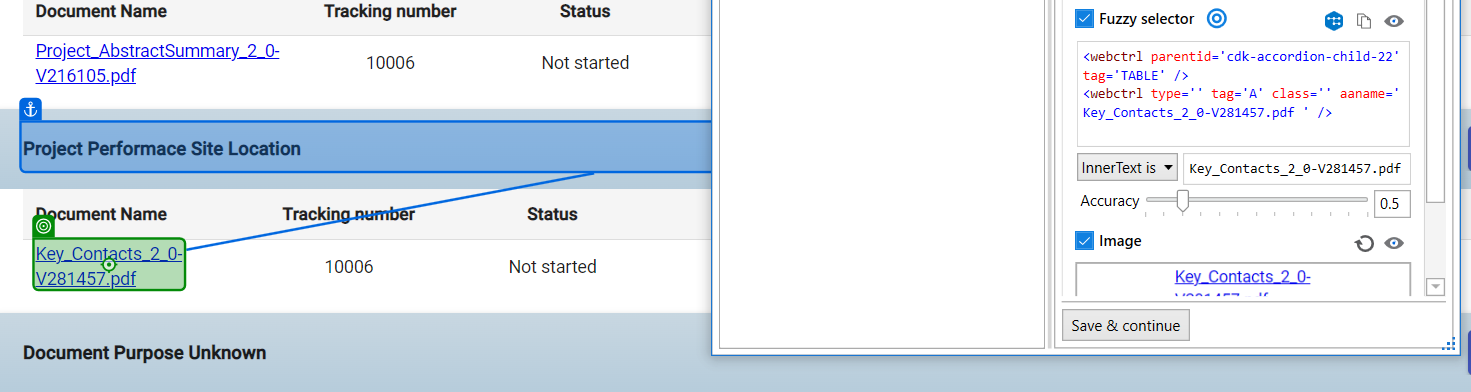 Document Name Tracking number Status
Project_AbstractSummary_2_0-
V216105.pdf
10006 Not started
Project Performace Site Location
Document Name Tracking number Status
Key_Contacts_2_0-
V281457.pdf
10006 Not started
Document Purpose Unknown
Fuzzy selector
<webctrl parentid='cdk-accordion-child-22'
tag='TABLE' />
<webctrl type='' tag='A' class='' aaname='
Key_Contacts_2_0-V281457.pdf ' />
InnerText is Key_Contacts_2_0-V281457.pdf
Accuracy 0.5
Image
Key_Contacts_2_0-
Save & continue